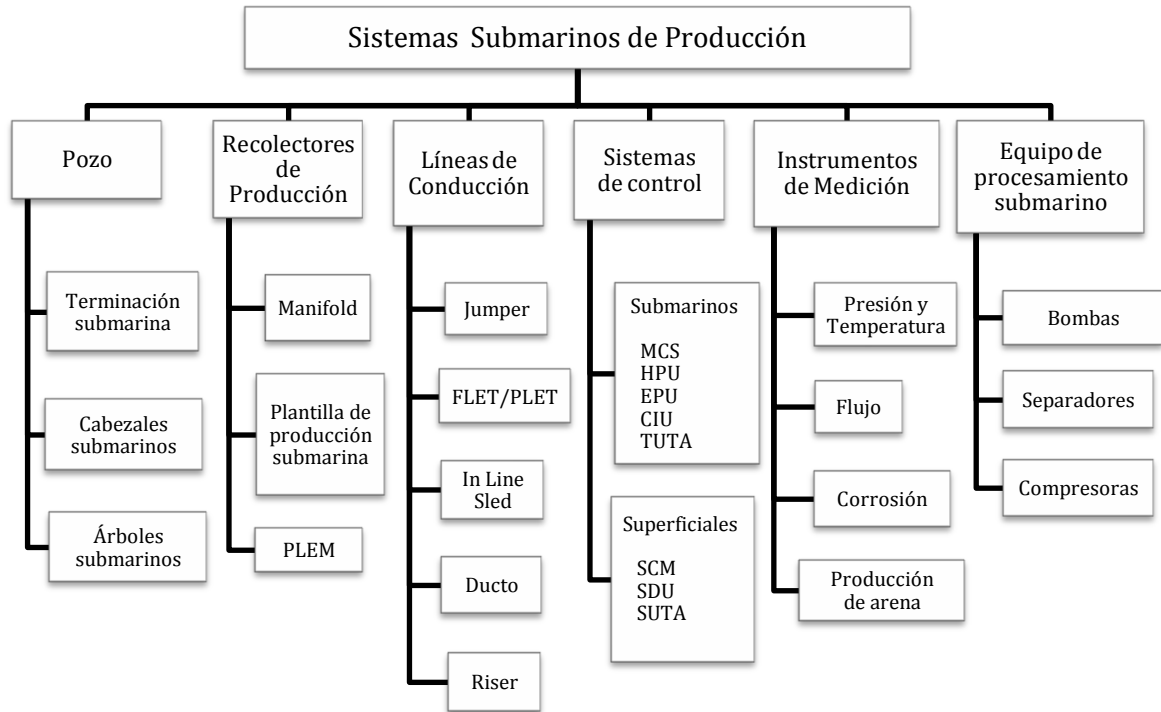 Sistemas Submarinos de Producción
Pozo
Terminación
submarina
Cabezales
submarinos
Árboles
submarinos
Recolectores
de
Producción
Manifold
Plantilla de
producción
submarina
PLEM
Líneas de
Conducción
Jumper
FLET/PLET
In Line
Sled
Ducto
Riser
Sistemas
de control
Submarinos
MCS
HPU
EPU
CIU
TUTA
Superficiales
SCM
SDU
SUTA
Instrumentos
de Medición
Presión y
Temperatura
Flujo
Corrosión
Producción
de arena
Equipo de
procesamiento
submarino
Bombas
Separadores
Compresoras